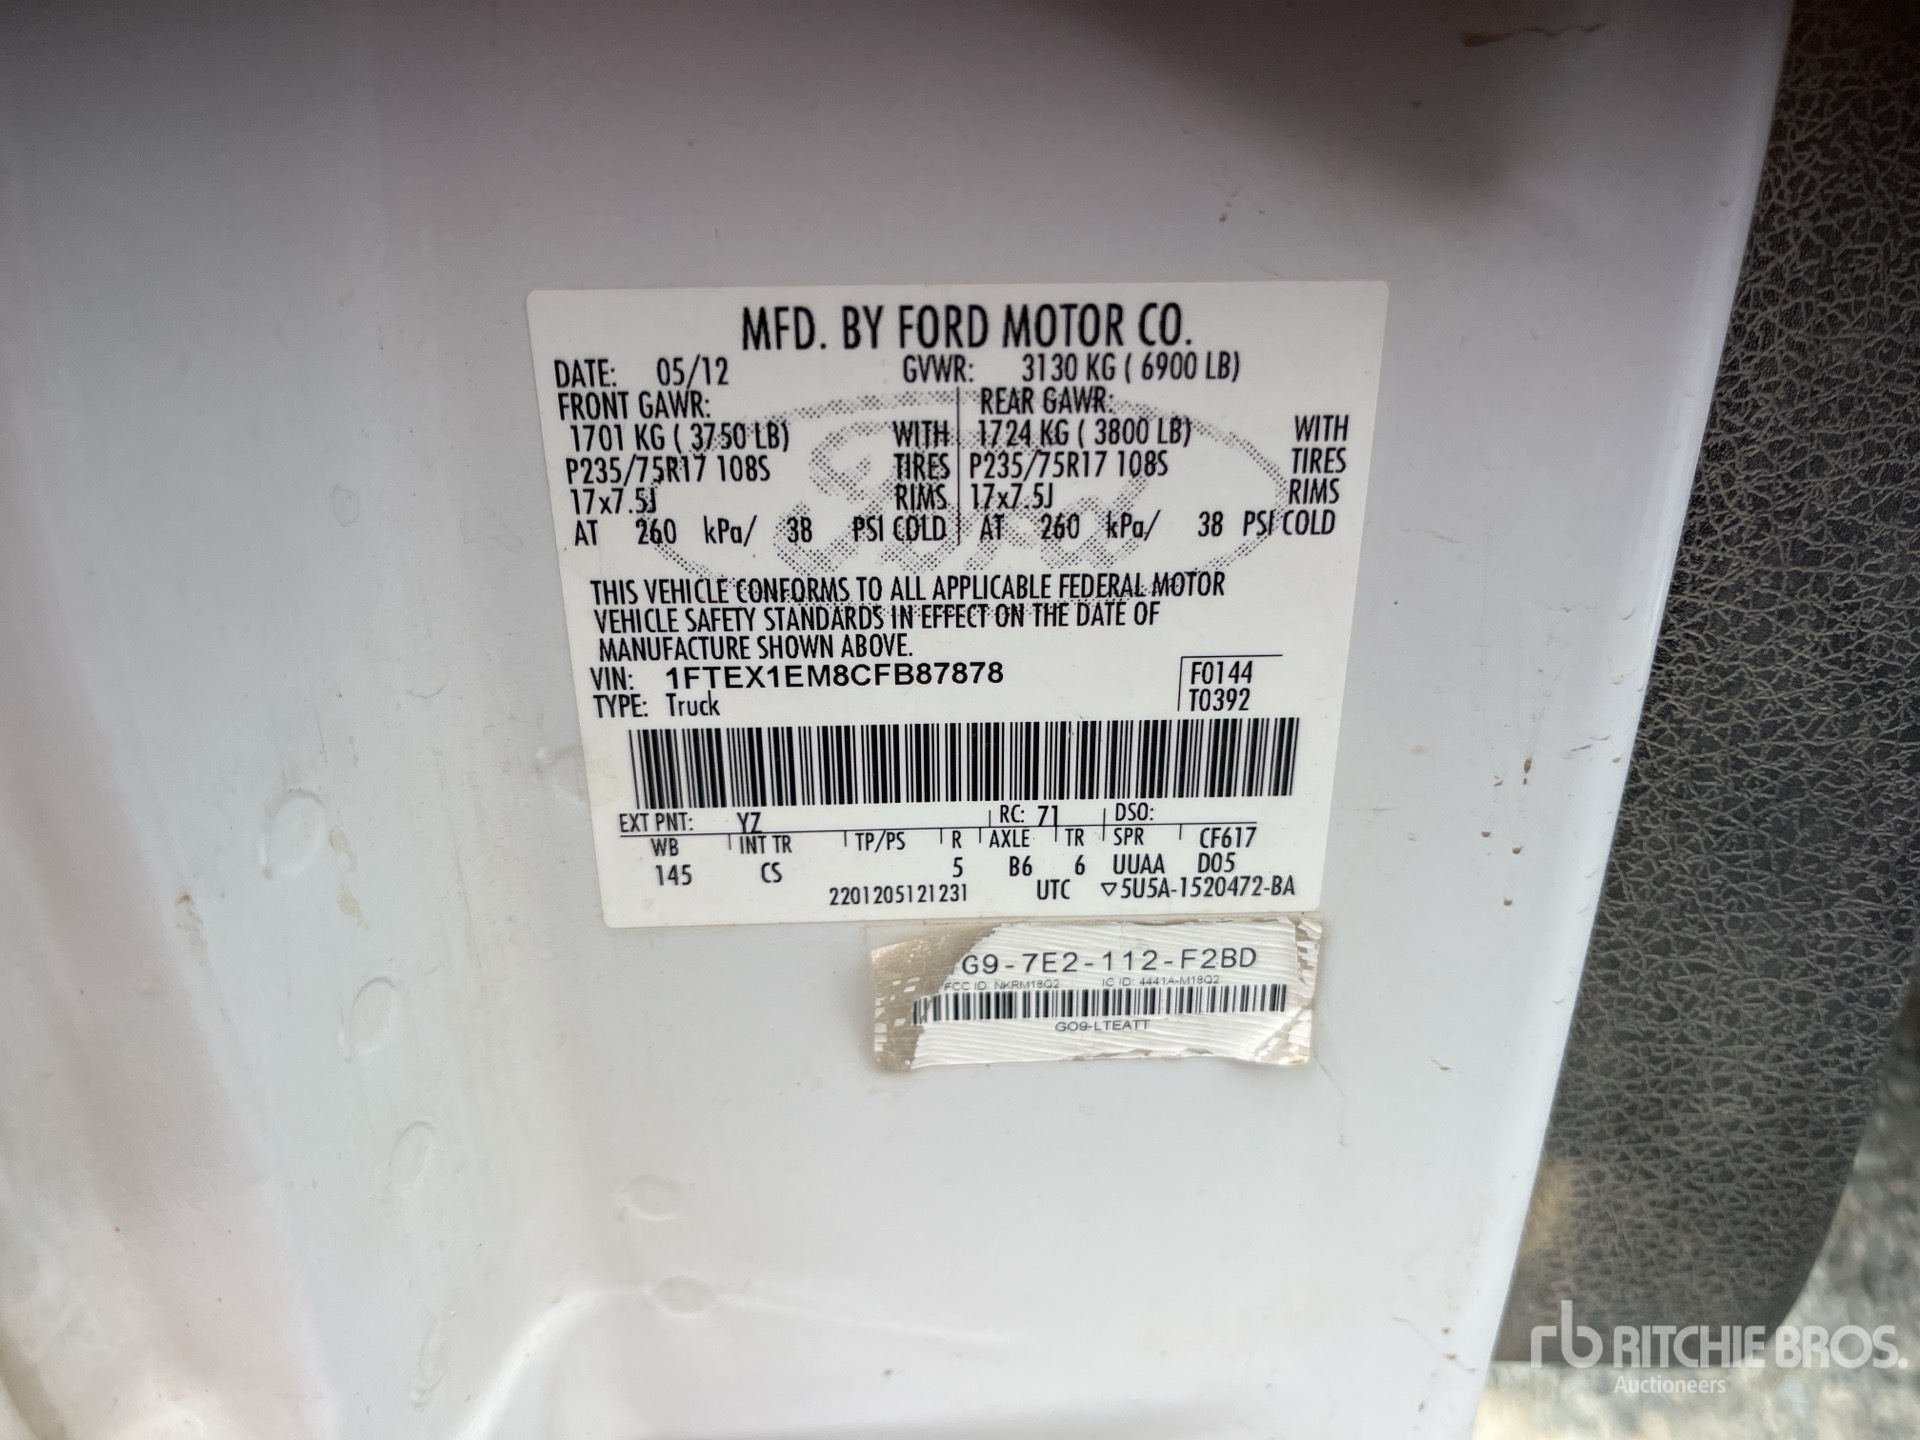 MFD. BY FORD MOTOR CO.
DATE: 05/12 GVWR: 3130 KG ( 6900 LB)
FRONT GAWR: REAR GAWR:
1701 KG ( 3750 LB) WITH 1724 KG ( 3800 LB) WITH
P235/75R17 108S TIRES P235/75R17 108S TIRES
17x7.5J RIMS 17x7.5J RIMS
AT 260 kPa/ 38 PSI COLD AT 260 kPa/ 38 PSI COLD
Ford
THIS VEHICLE CONFORMS TO ALL APPLICABLE FEDERAL MOTOR
VEHICLE SAFETY STANDARDS IN EFFECT ON THE DATE OF
MANUFACTURE SHOWN ABOVE.
VIN: 1FTEX1EM8CFB87878 F0144
TYPE: Truck T0392
EXT PNT: YZ RC: 71 DSO:
WB INT TR TP/PS R AXLE TR SPR CF617
145 CS 5 B6 6 UUAA D05
2201205121231 UTC ▽5U5A-1520472-BA
G9-7E2-112-F2BD
FCC ID: NKRM18Q2 IC ID: 4441A-M18Q2
GO9-LTEATT
rb RITCHIE BROS.
Auctioneers